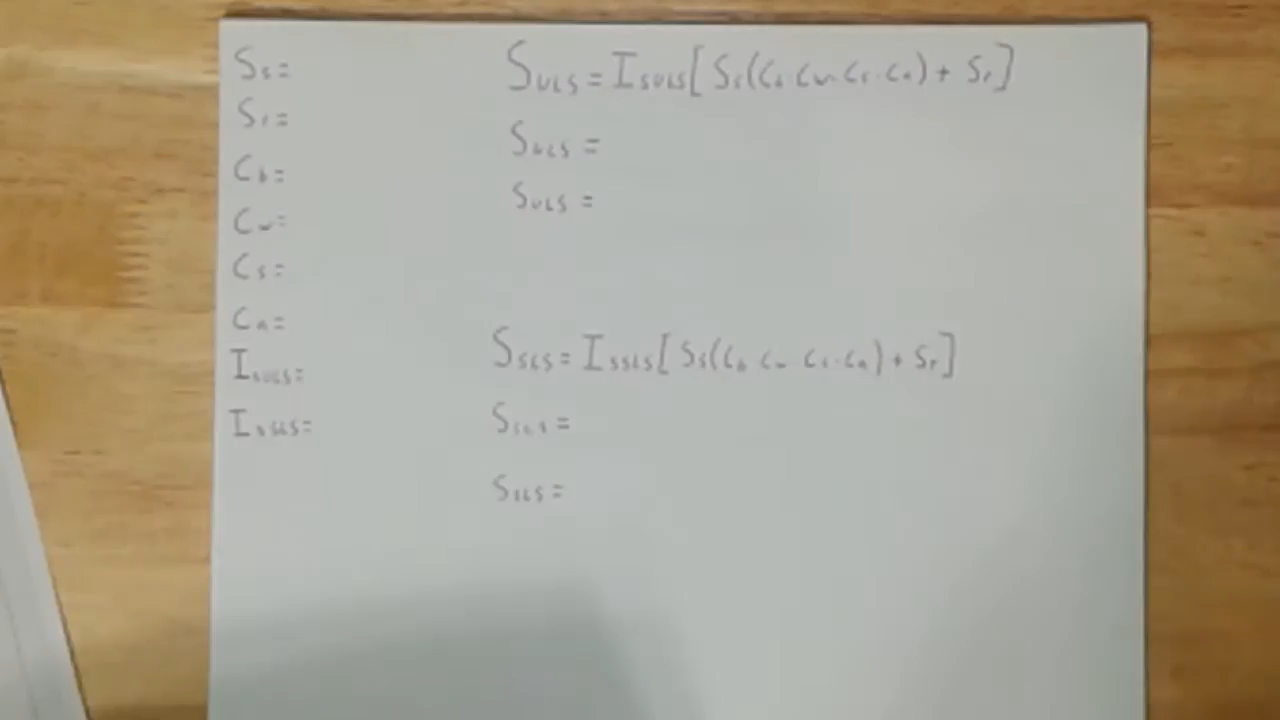 Ss=
Sr=
Cb=
Cw=
Cs=
Ca=
Isuls=
Issls=
Suls = Isuls[Ss(Cb·Cw·Cs·Ca) + Sr]
Suls =
Suls =
Ssls = Issls[Ss(Cb Cw Cs·Ca) + Sr]
Ssls =
Ssls =